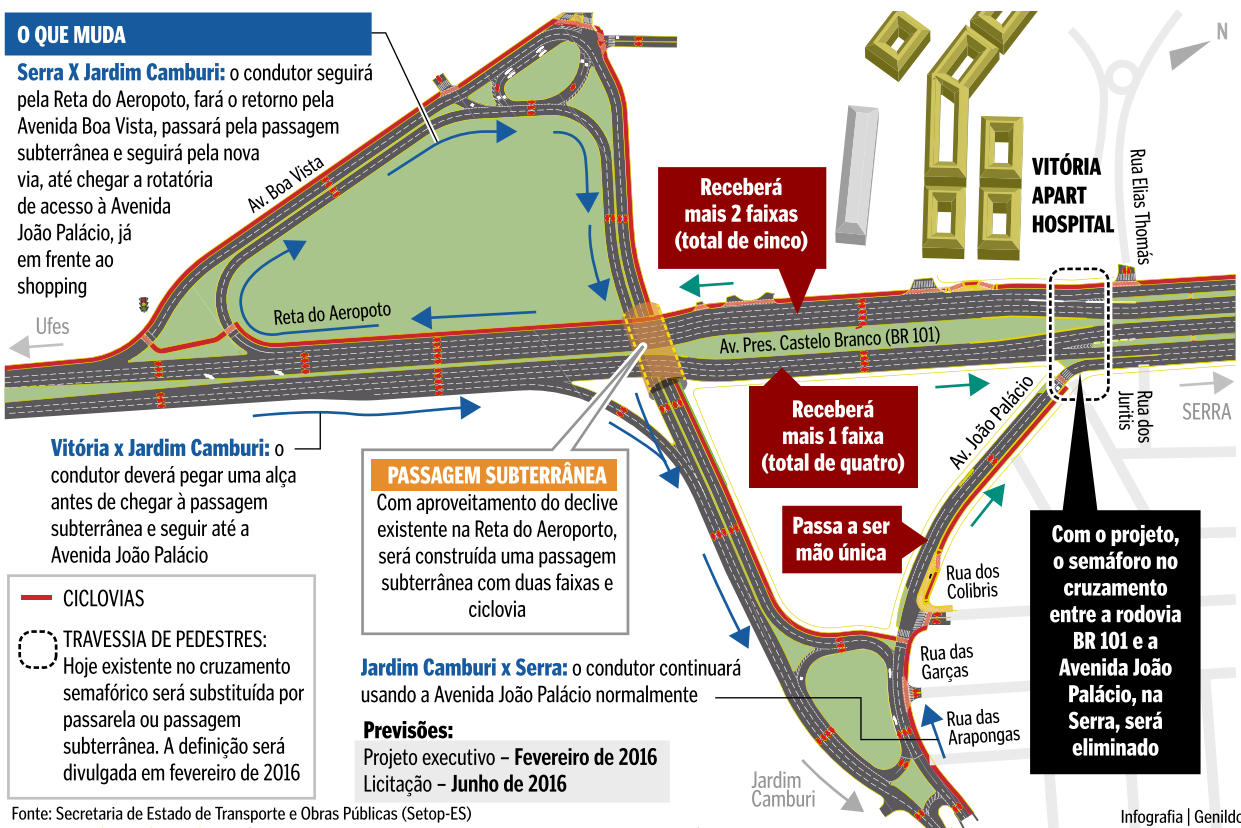 O QUE MUDA
Serra X Jardim Camburi: o condutor seguirá
pela Reta do Aeropoto, fará o retorno pela
Avenida Boa Vista, passará pela passagem
subterrânea e seguirá pela nova
via, até chegar a rotatória
de acesso à Avenida
João Palácio, já
em frente ao
shopping
Av. Boa Vista
Reta do Aeropoto
Ufes
N
VITÓRIA
APART
HOSPITAL
Rua Elias Thomás
Receberá
mais 2 faixas
(total de cinco)
Av. Pres. Castelo Branco (BR 101)
Receberá
mais 1 faixa
(total de quatro)
Av. João Palácio
Rua dos
Juritis
SERRA
Vitória x Jardim Camburi: o
condutor deverá pegar uma alça
antes de chegar à passagem
subterrânea e seguir até a
Avenida João Palácio
PASSAGEM SUBTERRÂNEA
Com aproveitamento do declive
existente na Reta do Aeroporto,
será construída uma passagem
subterrânea com duas faixas e
ciclovia
Passa a ser
mão única
Com o projeto,
o semáforo no
cruzamento
entre a rodovia
BR 101 e a
Avenida João
Palácio, na
Serra, será
eliminado
Rua dos
Colibris
Rua das
Garças
Rua das
Arapongas
CICLOVIAS
TRAVESSIA DE PEDESTRES:
Hoje existente no cruzamento
semafórico será substituída por
passarela ou passagem
subterrânea. A definição será
divulgada em fevereiro de 2016
Jardim Camburi x Serra: o condutor continuará
usando a Avenida João Palácio normalmente
Previsões:
Projeto executivo – Fevereiro de 2016
Licitação – Junho de 2016
Jardim
Camburi
Fonte: Secretaria de Estado de Transporte e Obras Públicas (Setop-ES)
Infografia | Genildo